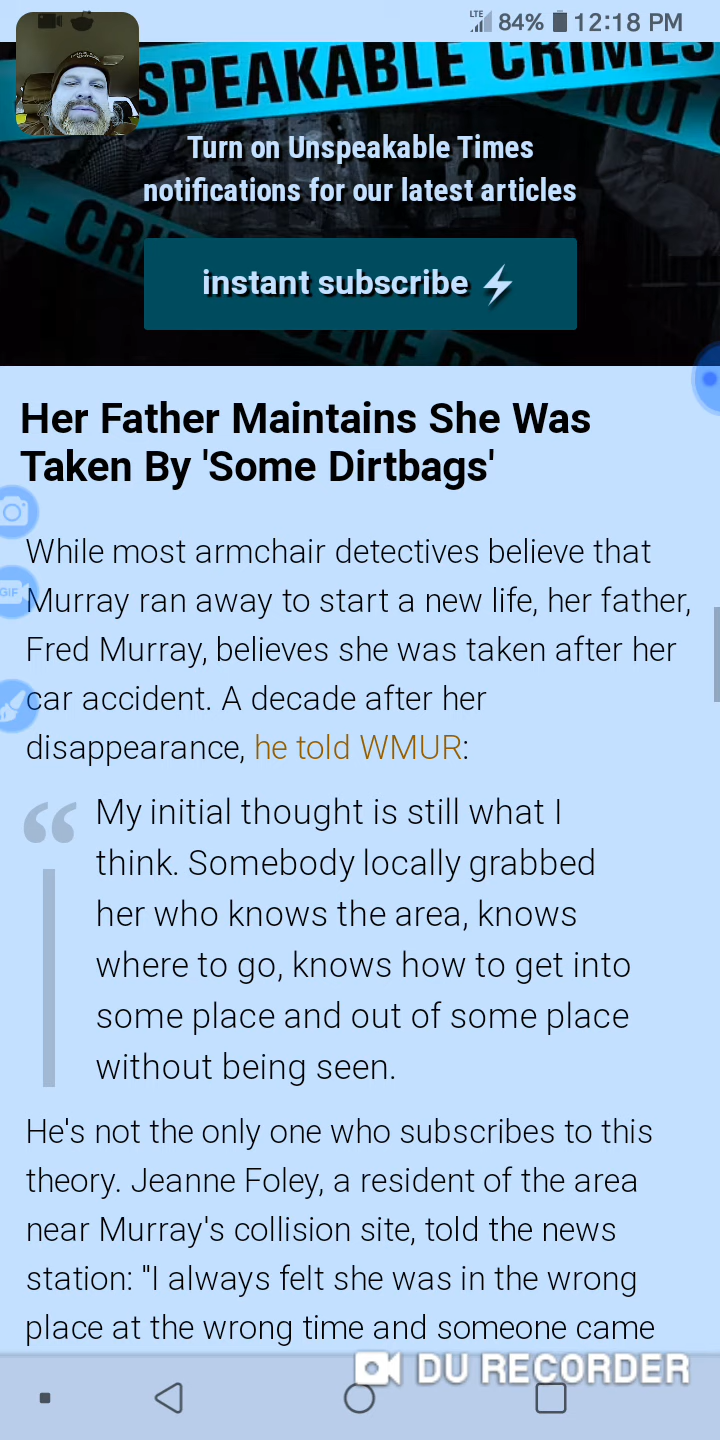 LTE 84% 12:18 PM
SPEAKABLE CRIMES
NOT
S - CRI
Turn on Unspeakable Times
notifications for our latest articles
instant subscribe
Her Father Maintains She Was
Taken By 'Some Dirtbags'
While most armchair detectives believe that
Murray ran away to start a new life, her father,
Fred Murray, believes she was taken after her
car accident. A decade after her
disappearance, he told WMUR:
“
My initial thought is still what I
think. Somebody locally grabbed
her who knows the area, knows
where to go, knows how to get into
some place and out of some place
without being seen.
He's not the only one who subscribes to this
theory. Jeanne Foley, a resident of the area
near Murray's collision site, told the news
station: "I always felt she was in the wrong
place at the wrong time and someone came
GIF
DU RECORDER